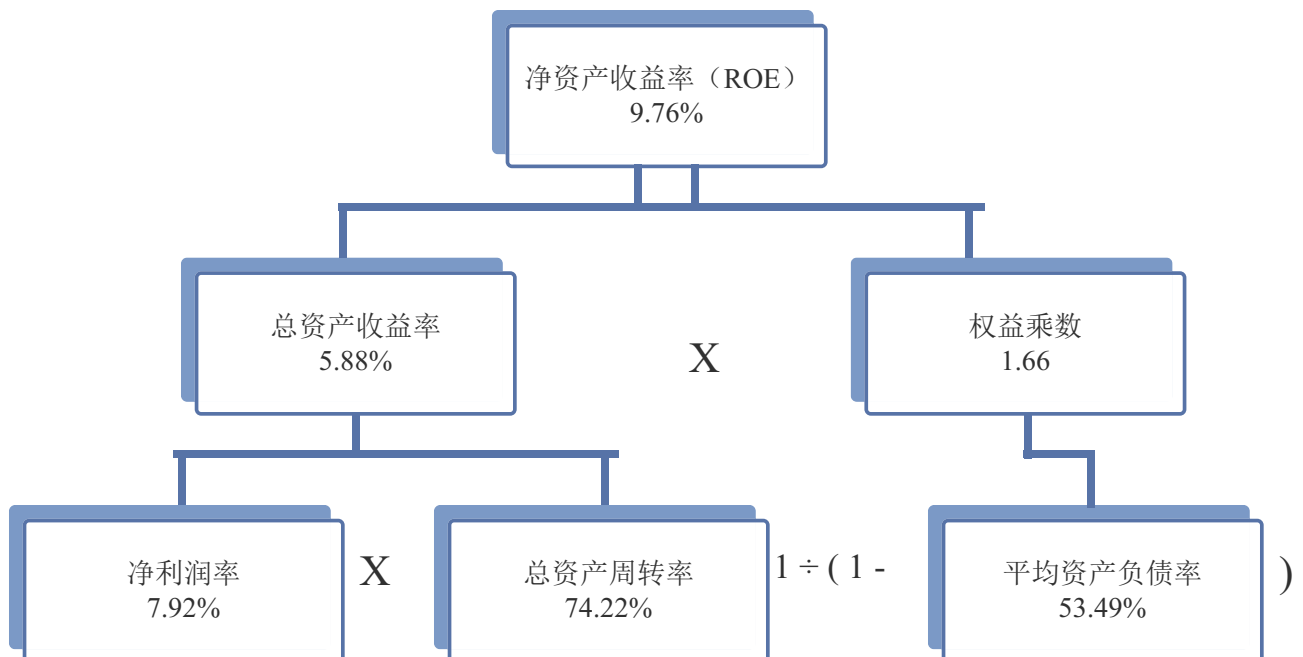 净资产收益率（ROE）
9.76%
总资产收益率
5.88%
X
权益乘数
1.66
净利润率
7.92%
X
总资产周转率
74.22%
1 ÷ ( 1 -
平均资产负债率
53.49%
)